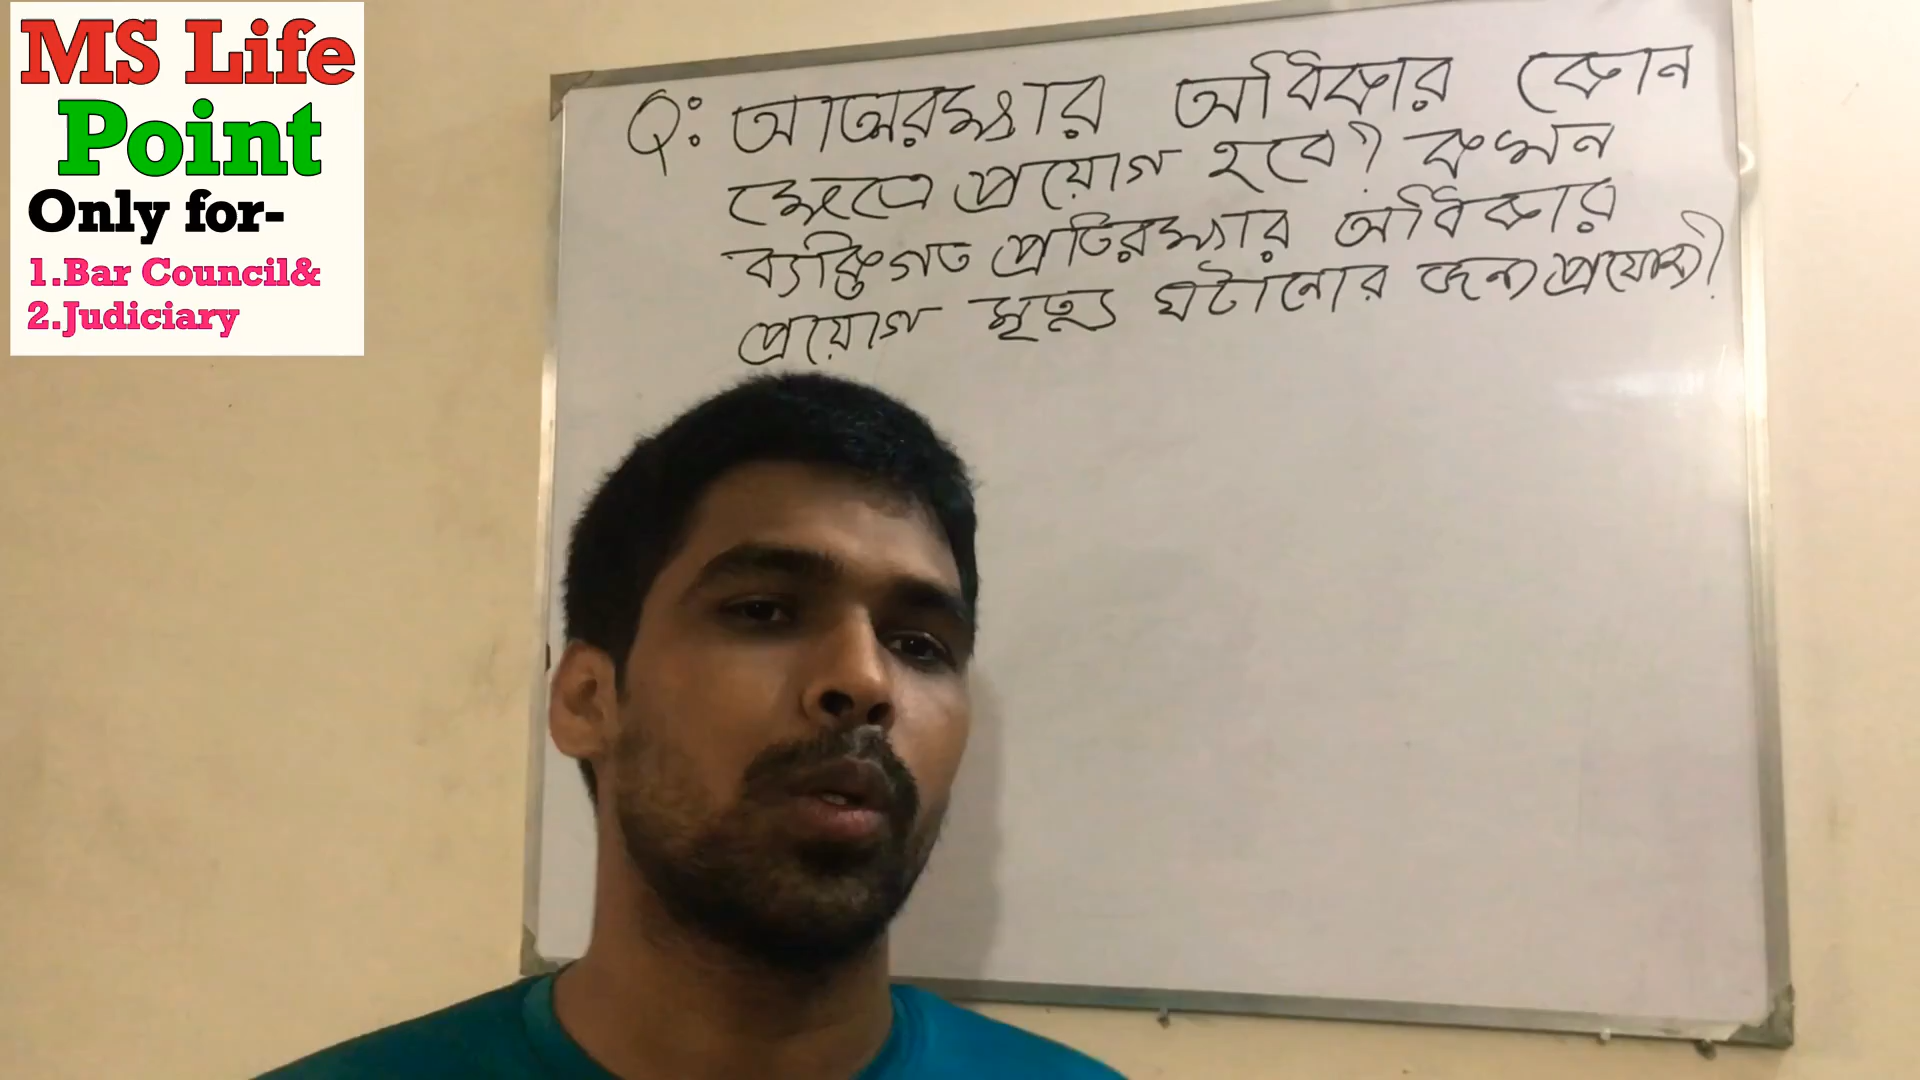 MS Life
Point
Only for-
1.Bar Council&
2.Judiciary
Q: আত্মরক্ষার অধিকার কোন
ক্ষেত্রে প্রয়োগ হবে? কখন
ব্যক্তিগত প্রতিরক্ষার অধিকার
প্রয়োগ মৃত্যু ঘটানোর জন্য প্রযোজ্য?